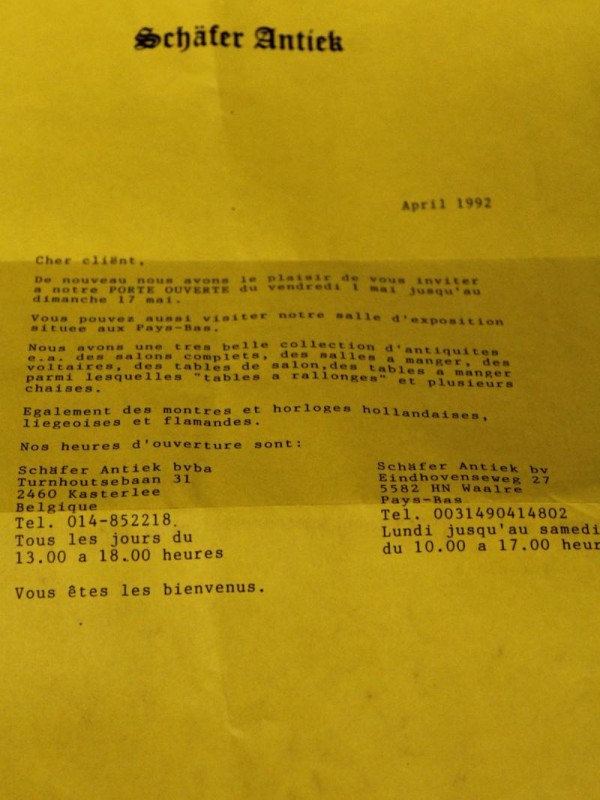 Schäfer Antiek
April 1992
Cher cliënt,
De nouveau nous avons le plaisir de vous inviter
a notre PORTE OUVERTE du vendredi 1 mai jusqu'au
dimanche 17 mai.
Vous pouvez aussi visiter notre salle d'exposition
situee aux Pays-Bas.
Nous avons une tres belle collection d'antiquites
e.a. des salons complets, des salles a manger, des
voltaires, des tables de salon,des tables a manger
parmi lesquelles "tables a rallonges" et plusieurs
chaises.
Egalement des montres et horloges hollandaises,
liegeoises et flamandes.
Nos heures d'ouverture sont:
Schäfer Antiek bvba
Turnhoutsebaan 31
2460 Kasterlee
Belgique
Tel. 014-852218.
Tous les jours du
13.00 a 18.00 heures
Schäfer Antiek bv
Eindhovenseweg 27
5582 HN Waalre
Pays-Bas
Tel. 0031490414802
Lundi jusqu'au samedi
du 10.00 a 17.00 heur
Vous êtes les bienvenus.